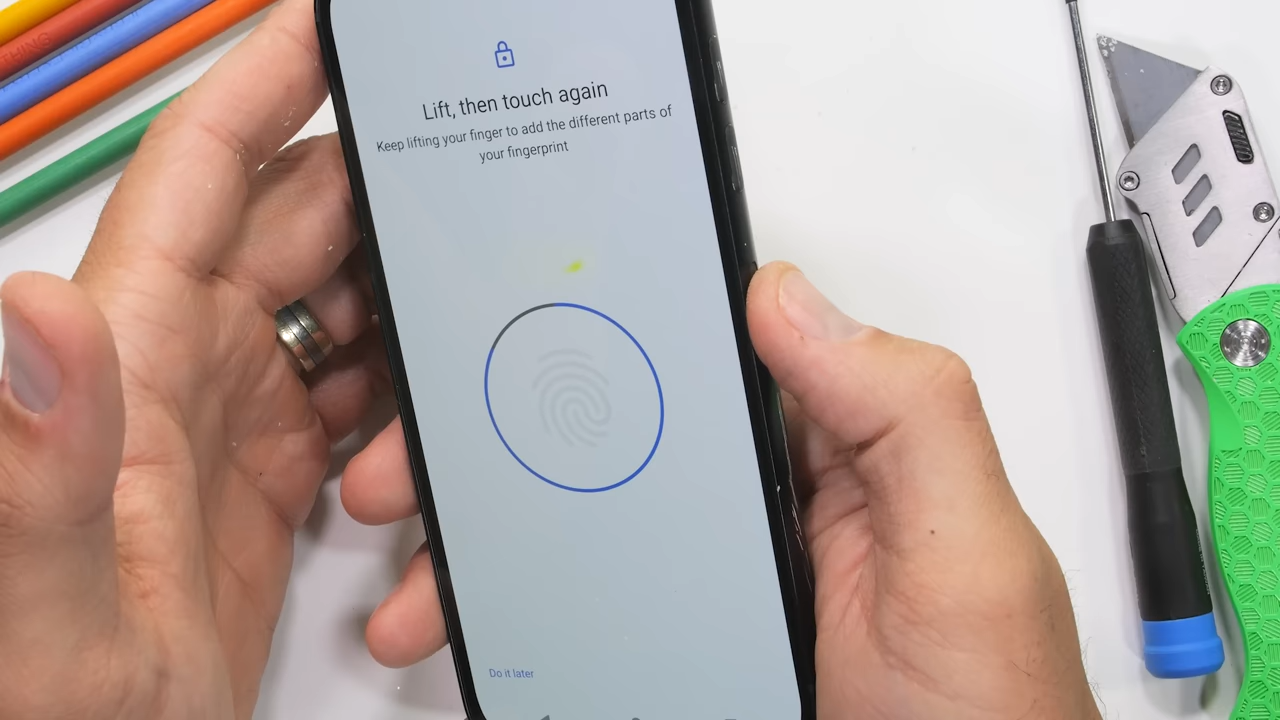 THING
Lift, then touch again
Keep lifting your finger to add the different parts of
your fingerprint
Do it later